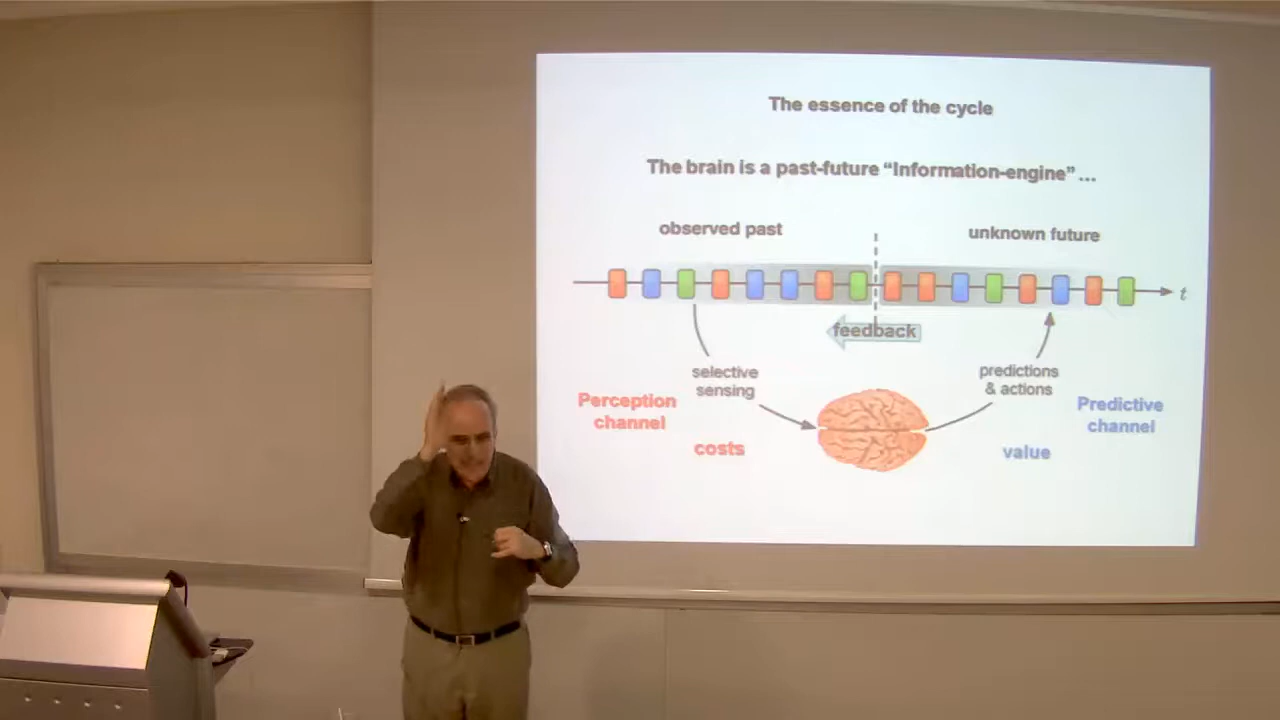 The essence of the cycle
The brain is a past-future “Information-engine” ...
observed past
unknown future
t
feedback
selective
sensing
predictions
& actions
Perception
channel
Predictive
channel
costs
value